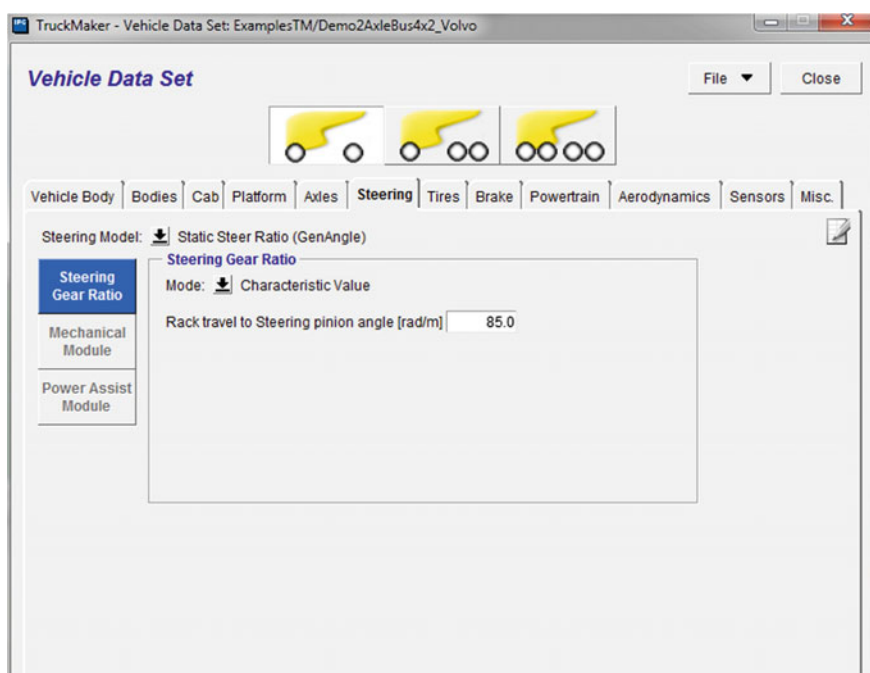 TruckMaker - Vehicle Data Set: ExamplesTM/Demo2AxleBus4x2_Volvo
Vehicle Data Set
File
Close
Vehicle Body Bodies Cab Platform Axles Steering Tires Brake Powertrain Aerodynamics Sensors Misc.
Steering Model: Static Steer Ratio (GenAngle)
Steering
Gear Ratio
Mechanical
Module
Power Assist
Module
Steering Gear Ratio
Mode: Characteristic Value
Rack travel to Steering pinion angle [rad/m] 85.0